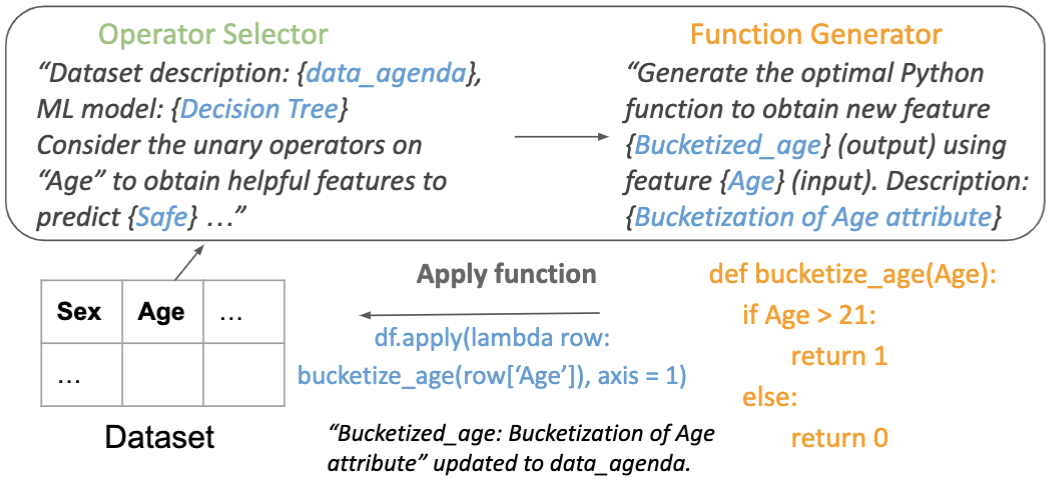 Operator Selector
“Dataset description: {data_agenda},
ML model: {Decision Tree}
Consider the unary operators on
“Age” to obtain helpful features to
predict {Safe} …”
Function Generator
“Generate the optimal Python
function to obtain new feature
{Bucketized_age} (output) using
feature {Age} (input). Description:
{Bucketization of Age attribute}
Sex Age …
…
Dataset
Apply function
df.apply(lambda row:
bucketize_age(row[‘Age’]), axis = 1)
“Bucketized_age: Bucketization of Age
attribute” updated to data_agenda.
def bucketize_age(Age):
if Age > 21:
return 1
else:
return 0